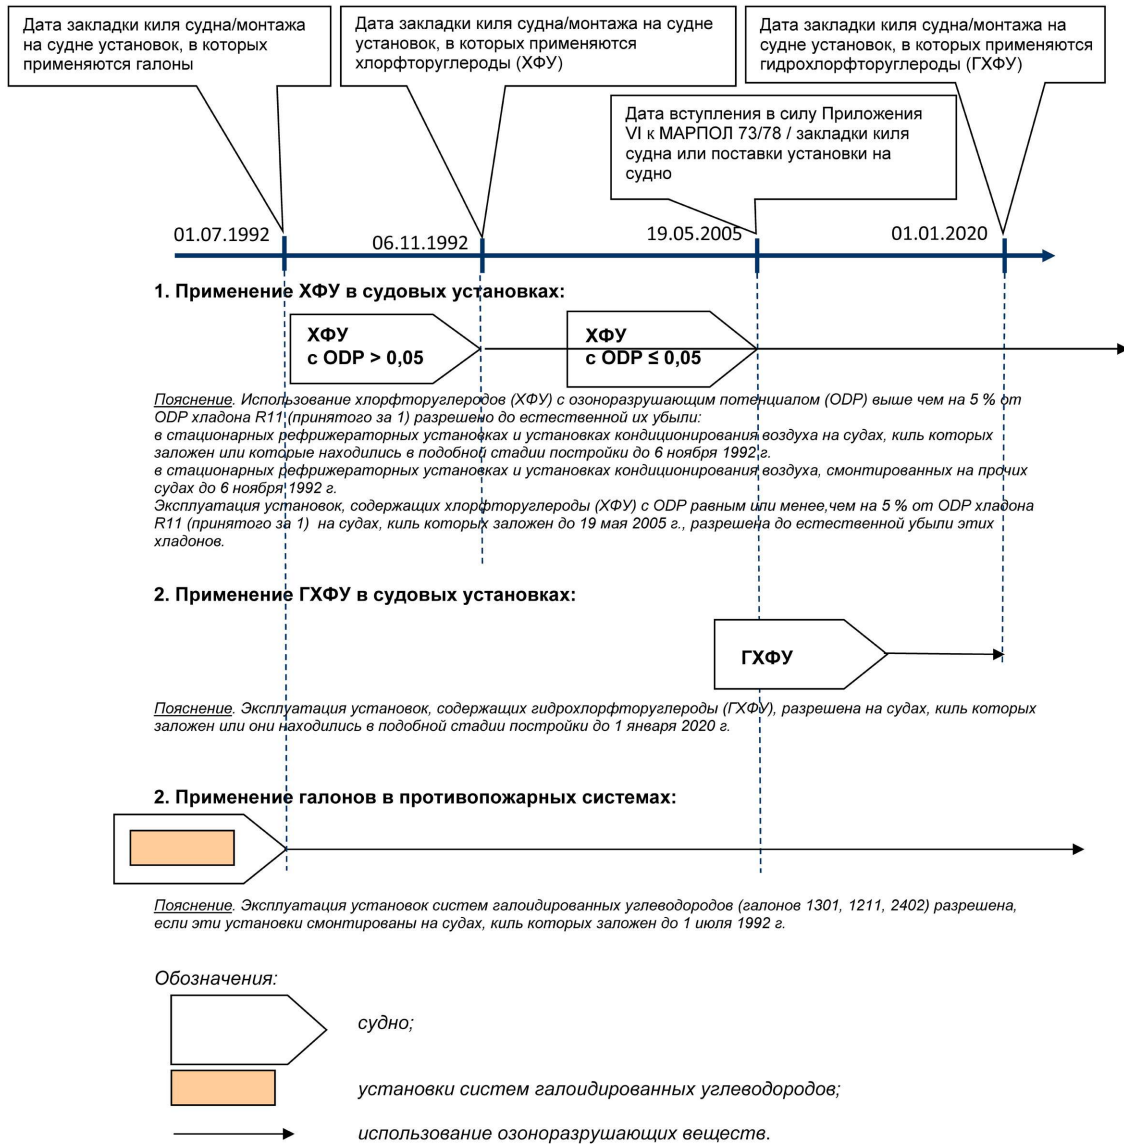 Дата закладки киля судна/монтажа
на судне установок, в которых
применяются галоны
Дата закладки киля судна/монтажа на судне
установок, в которых применяются
хлорфторуглероды (ХФУ)
Дата закладки киля судна/монтажа на
судне установок, в которых применяются
гидрохлорфторуглероды (ГХФУ)
Дата вступления в силу Приложения
VI к МАРПОЛ 73/78 / закладки киля
судна или поставки установки на
судно
01.07.1992
06.11.1992
19.05.2005
01.01.2020
1. Применение ХФУ в судовых установках:
ХФУ
с ODP > 0,05
ХФУ
с ODP ≤ 0,05
Пояснение. Использование хлорфторуглеродов (ХФУ) с озоноразрушающим потенциалом (ODP) выше чем на 5 % от
ODP хладона R11 (принятого за 1) разрешено до естественной их убыли:
в стационарных рефрижераторных установках и установках кондиционирования воздуха на судах, киль которых
заложен или которые находились в подобной стадии постройки до 6 ноября 1992 г.
в стационарных рефрижераторных установках и установках кондиционирования воздуха, смонтированных на прочих
судах до 6 ноября 1992 г.
Эксплуатация установок, содержащих хлорфторуглероды (ХФУ) с ODP равным или менее,чем на 5 % от ODP хладона
R11 (принятого за 1) на судах, киль которых заложен до 19 мая 2005 г., разрешена до естественной убыли этих
хладонов.
2. Применение ГХФУ в судовых установках:
ГХФУ
Пояснение. Эксплуатация установок, содержащих гидрохлорфторуглероды (ГХФУ), разрешена на судах, киль которых
заложен или они находились в подобной стадии постройки до 1 января 2020 г.
2. Применение галонов в противопожарных системах:
Пояснение. Эксплуатация установок систем галоидированных углеводородов (галонов 1301, 1211, 2402) разрешена,
если эти установки смонтированы на судах, киль которых заложен до 1 июля 1992 г.
Обозначения:
судно;
установки систем галоидированных углеводородов;
использование озоноразрушающих веществ.